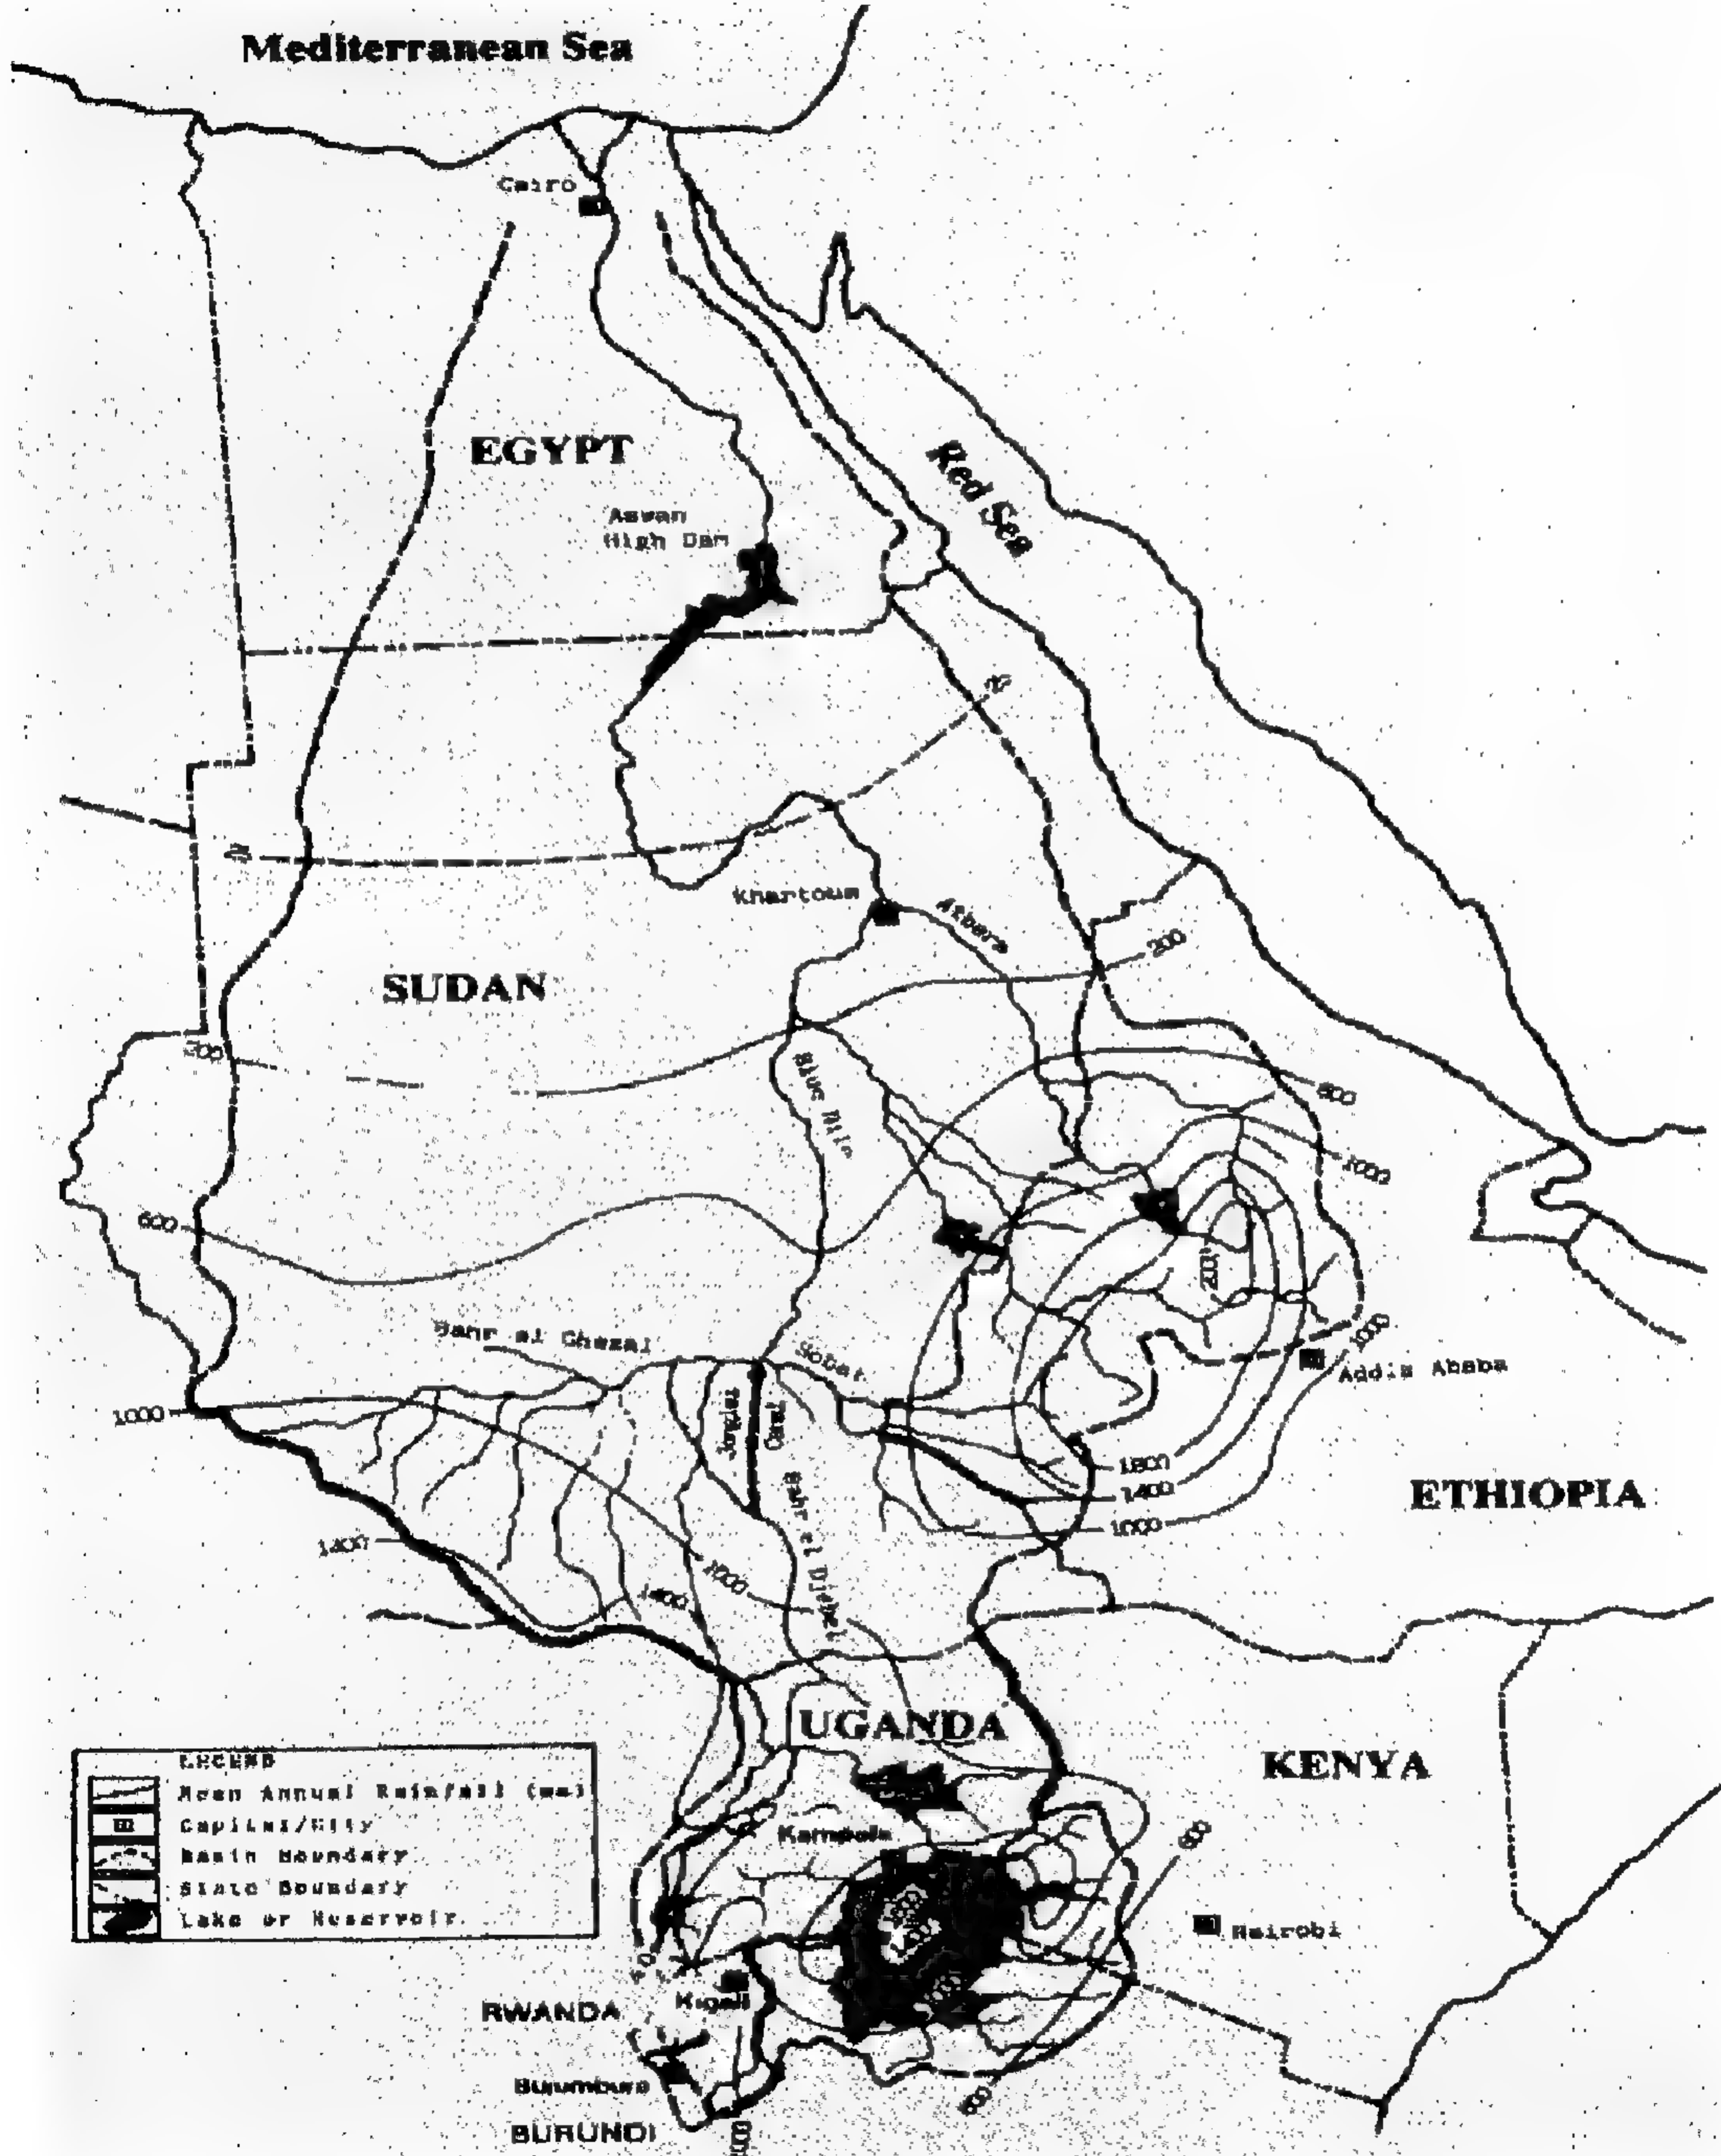 Mediterranean Sea
Cairo
EGYPT
Red Sea
Aswan
High Dam
Khartoum
Atbara
200
SUDAN
200
Blue Nile
800
1000
600
Bahr el Ghazal
Sobat
1000
Addis Ababa
1000
Jonglei
Canal
1800
1400
1000
ETHIOPIA
Bahr el Djebel
1400
1000
1400
UGANDA
KENYA
LEGEND
Mean Annual Rainfall (mm)
Capital/City
Basin Boundary
State Boundary
Lake or Reservoir
Kampala
Nairobi
Kigali
RWANDA
Bujumbura
BURUNDI